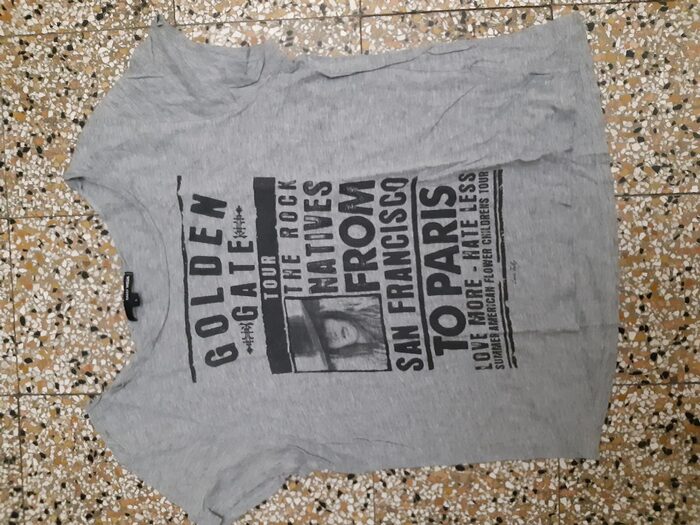 GOLDEN
GATE
TOUR
THE ROCK
NATIVES
FROM
SAN FRANCISCO
TO PARIS
LOVE MORE - HATE LESS
SUMMER AMERICAN FLOWER CHILDRENS TOUR